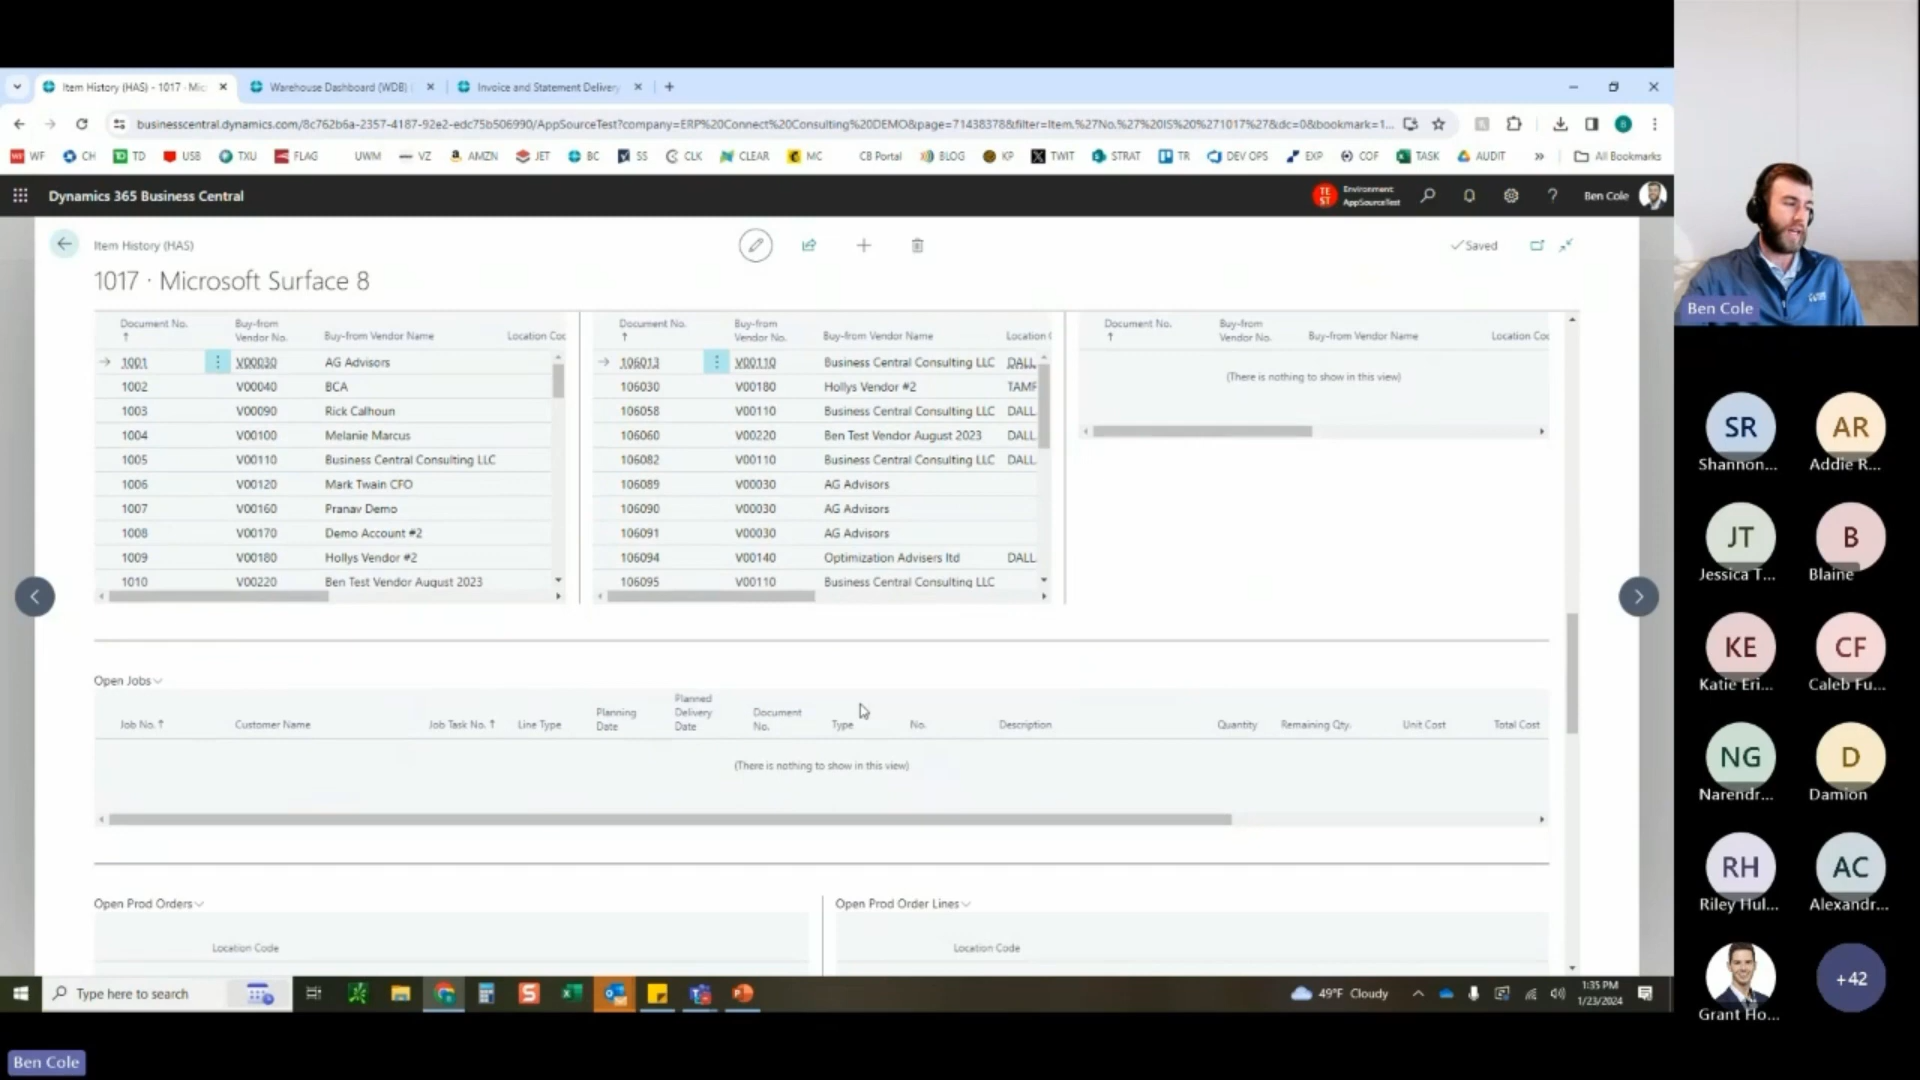 Item History (HAS) - 1017 - Mic
Warehouse Dashboard (WDB)
Invoice and Statement Delivery
businesscentral.dynamics.com/8c762b6a-2357-4187-92e2-edc75b506990/AppSourceTest?company=ERP%20Connect%20Consulting%20DEMO&page=71438378&filter=Item.%27No.%27%20IS%20%271017%27&dc=0&bookmark=1...
WF CH TD USB TXU FLAG UWM VZ AMZN JET BC SS CLK CLEAR MC CB Portal BLOG KP TWIT STRAT TR DEV OPS EXP COF TASK AUDIT » All Bookmarks
Dynamics 365 Business Central
TE ST
Environment:
AppSourceTest
? Ben Cole
Item History (HAS)
Saved
1017 · Microsoft Surface 8
Document No. ↑ Buy-from Vendor No. Buy-from Vendor Name Location Coc
1001 V00030 AG Advisors
1002 V00040 BCA
1003 V00090 Rick Calhoun
1004 V00100 Melanie Marcus
1005 V00110 Business Central Consulting LLC
1006 V00120 Mark Twain CFO
1007 V00160 Pranav Demo
1008 V00170 Demo Account #2
1009 V00180 Hollys Vendor #2
1010 V00220 Ben Test Vendor August 2023
Document No. ↑ Buy-from Vendor No. Buy-from Vendor Name Location C
106013 V00110 Business Central Consulting LLC DALL
106030 V00180 Hollys Vendor #2 TAMF
106058 V00110 Business Central Consulting LLC DALL
106060 V00220 Ben Test Vendor August 2023 DALL
106082 V00110 Business Central Consulting LLC DALL
106089 V00030 AG Advisors
106090 V00030 AG Advisors
106091 V00030 AG Advisors
106094 V00140 Optimization Advisers ltd DALL
106095 V00110 Business Central Consulting LLC
Document No. ↑ Buy-from Vendor No. Buy-from Vendor Name Location Coc
(There is nothing to show in this view)
Open Jobs
Job No. ↑ Customer Name Job Task No. ↑ Line Type Planning Date Planned Delivery Date Document No. Type No. Description Quantity Remaining Qty. Unit Cost Total Cost
(There is nothing to show in this view)
Open Prod Orders
Location Code
Open Prod Order Lines
Location Code
Type here to search
49°F Cloudy
1:35 PM
1/23/2024
Ben Cole
Ben Cole
SR AR
Shannon... Addie R...
JT B
Jessica T... Blaine
KE CF
Katie Eri... Caleb Fu...
NG D
Narendr... Damion
RH AC
Riley Hul... Alexandr...
+42
Grant Ho...